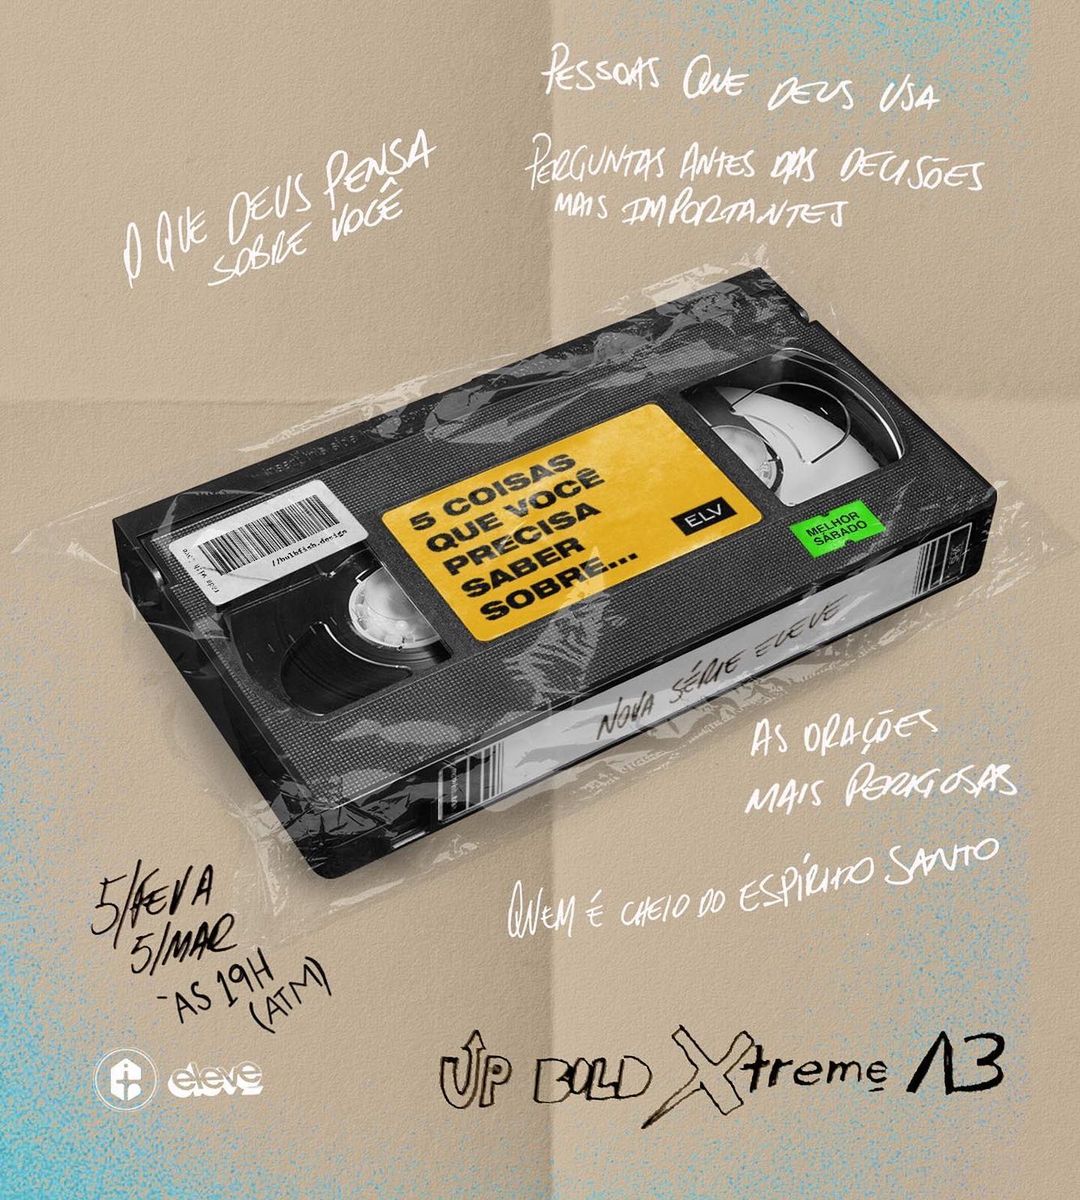 PESSOAS QUE DEUS USA
O QUE DEUS PENSA
SOBRE VOCÊ
PERGUNTAS ANTES DAS DECISÕES
MAIS IMPORTANTES
5 COISAS
QUE VOCÊ
PRECISA
SABER
SOBRE...
ELV
MELHOR
SÁBADO
//bulbfish.design
NOVA SÉRIE ELEVE
AS ORAÇÕES
MAIS PERIGOSAS
QUEM É CHEIO DO ESPÍRITO SANTO
5/FEV A
5/MAR
ÀS 19H
(ATM)
eleve
UP BOLD Xtreme